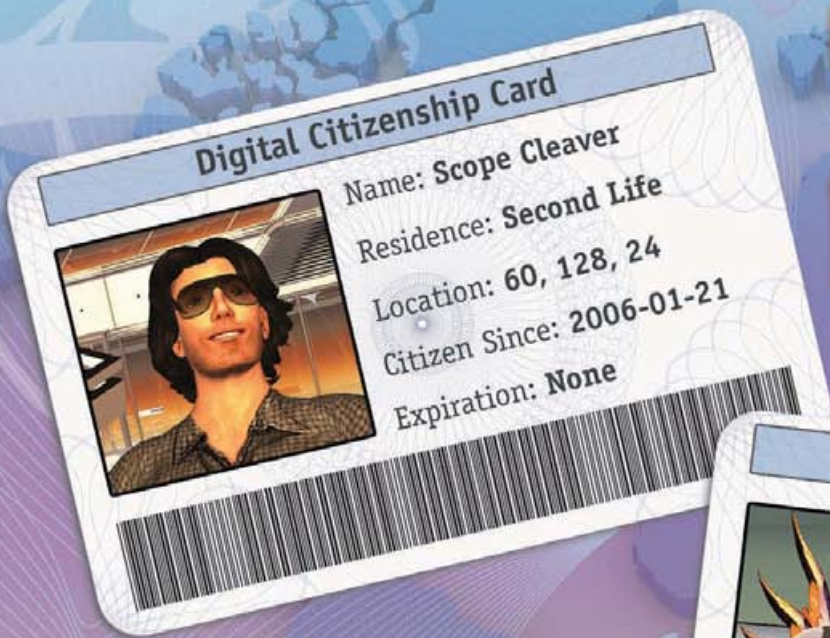 Digital Citizenship Card
Name: Scope Cleaver
Residence: Second Life
Location: 60, 128, 24
Citizen Since: 2006-01-21
Expiration: None